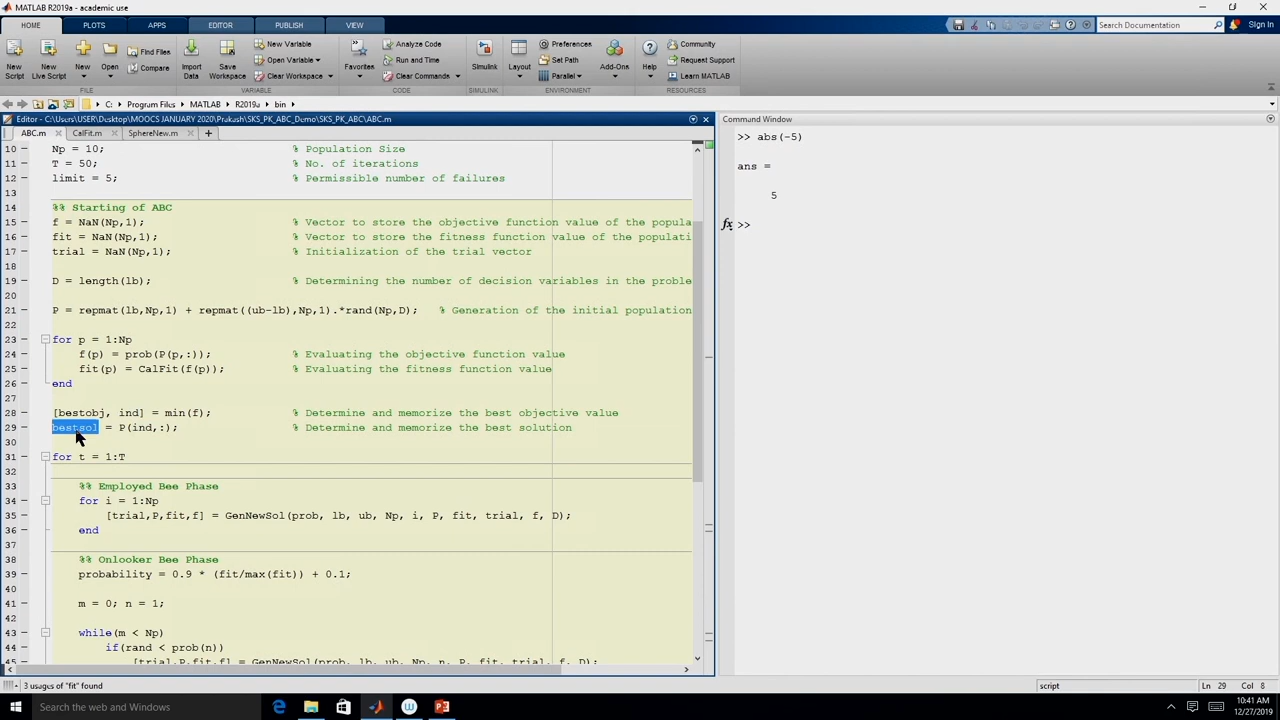 MATLAB R2019a - academic use
HOME PLOTS APPS EDITOR PUBLISH VIEW
Search Documentation
Sign In
New Script
New Live Script
New
Open
Find Files
Compare
Import Data
Save Workspace
New Variable
Open Variable
Clear Workspace
Favorites
Analyze Code
Run and Time
Clear Commands
Simulink
Layout
Preferences
Set Path
Parallel
Add-Ons
Help
Community
Request Support
Learn MATLAB
FILE VARIABLE CODE SIMULINK ENVIRONMENT RESOURCES
C: Program Files MATLAB R2019a bin
Editor - C:\Users\USER\Desktop\MOOCS JANUARY 2020\Prakash\SKS_PK_ABC_Demo\SKS_PK_ABC\ABC.m
ABC.m CalFit.m SphereNew.m
10 Np = 10; % Population Size
11 T = 50; % No. of iterations
12 limit = 5; % Permissible number of failures
13
14 %% Starting of ABC
15 f = NaN(Np,1); % Vector to store the objective function value of the popula
16 fit = NaN(Np,1); % Vector to store the fitness function value of the populati
17 trial = NaN(Np,1); % Initialization of the trial vector
18
19 D = length(lb); % Determining the number of decision variables in the proble
20
21 P = repmat(lb,Np,1) + repmat((ub-lb),Np,1).*rand(Np,D); % Generation of the initial population
22
23 for p = 1:Np
24 f(p) = prob(P(p,:)); % Evaluating the objective function value
25 fit(p) = CalFit(f(p)); % Evaluating the fitness function value
26 end
27
28 [bestobj, ind] = min(f); % Determine and memorize the best objective value
29 bestsol = P(ind,:); % Determine and memorize the best solution
30
31 for t = 1:T
32
33 %% Employed Bee Phase
34 for i = 1:Np
35 [trial,P,fit,f] = GenNewSol(prob, lb, ub, Np, i, P, fit, trial, f, D);
36 end
37
38 %% Onlooker Bee Phase
39 probability = 0.9 * (fit/max(fit)) + 0.1;
40
41 m = 0; n = 1;
42
43 while(m < Np)
44 if(rand < prob(n))
45 [trial,P,fit,f] = GenNewSol(prob, lb, ub, Np, n, P, fit, trial, f, D);
Command Window
>> abs(-5)
ans =
5
fx >>
3 usages of "fit" found
script
Ln 29 Col 8
Search the web and Windows
10:41 AM
12/27/2019